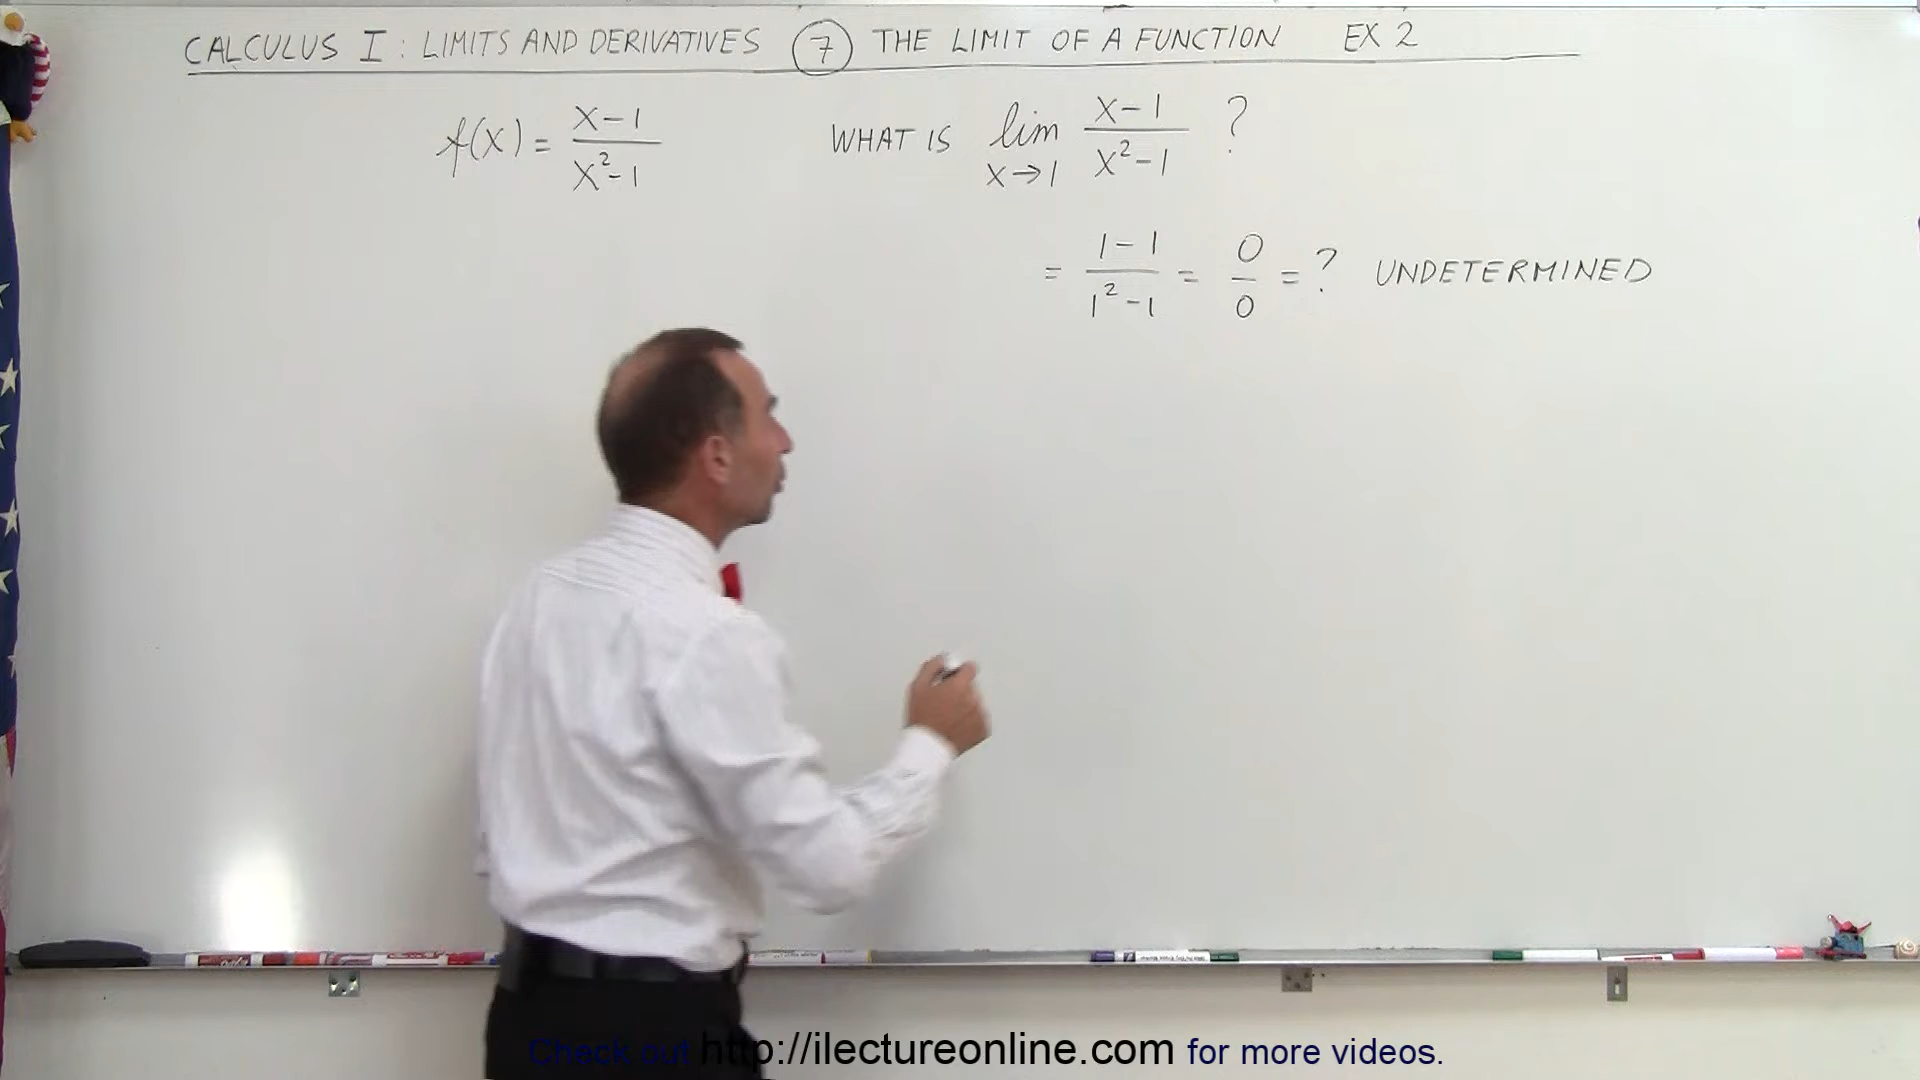 CALCULUS I : LIMITS AND DERIVATIVES (7) THE LIMIT OF A FUNCTION EX 2
f(x) = (x-1)/(x²-1) WHAT IS lim x→1 (x-1)/(x²-1) ?
= (1-1)/(1²-1) = 0/0 = ? UNDETERMINED
Check out http://ilectureonline.com for more videos.